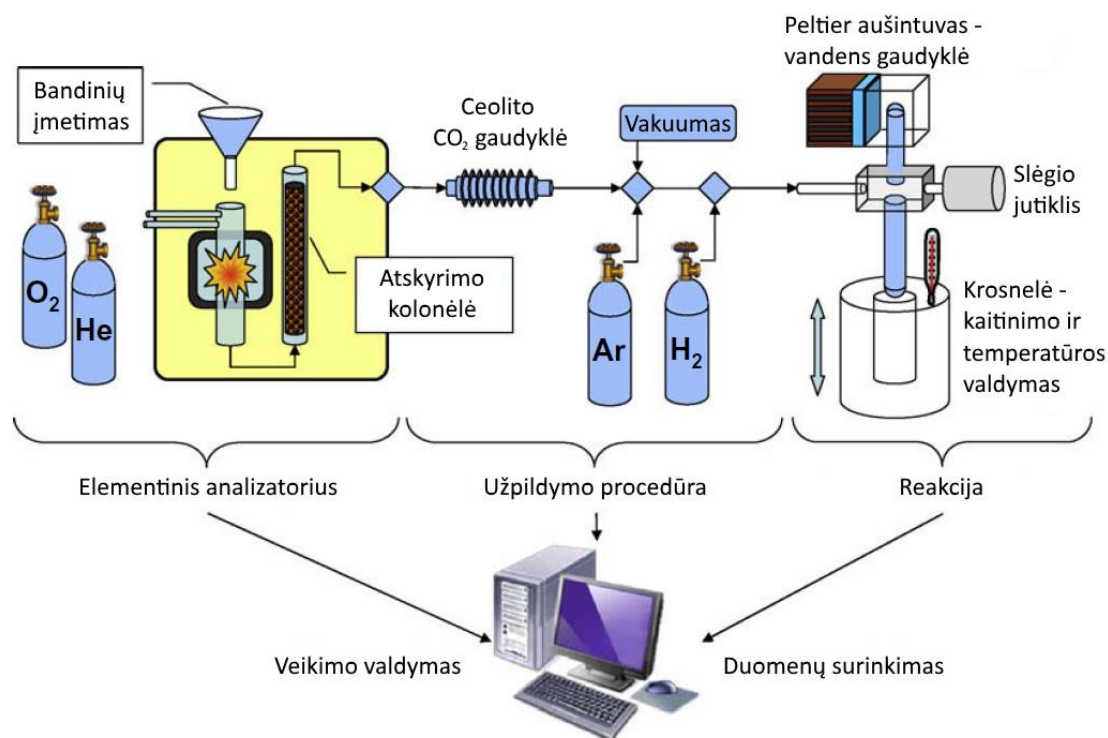 Peltier aušintuvas -
vandens gaudyklė
Bandinių
įmetimas
Ceolito
CO₂ gaudyklė
Vakuumas
Slėgio
jutiklis
Atskyrimo
kolonėlė
O₂
He
Ar
H₂
Krosnelė -
kaitinimo ir
temperatūros
valdymas
Elementinis analizatorius
Užpildymo procedūra
Reakcija
Veikimo valdymas
Duomenų surinkimas